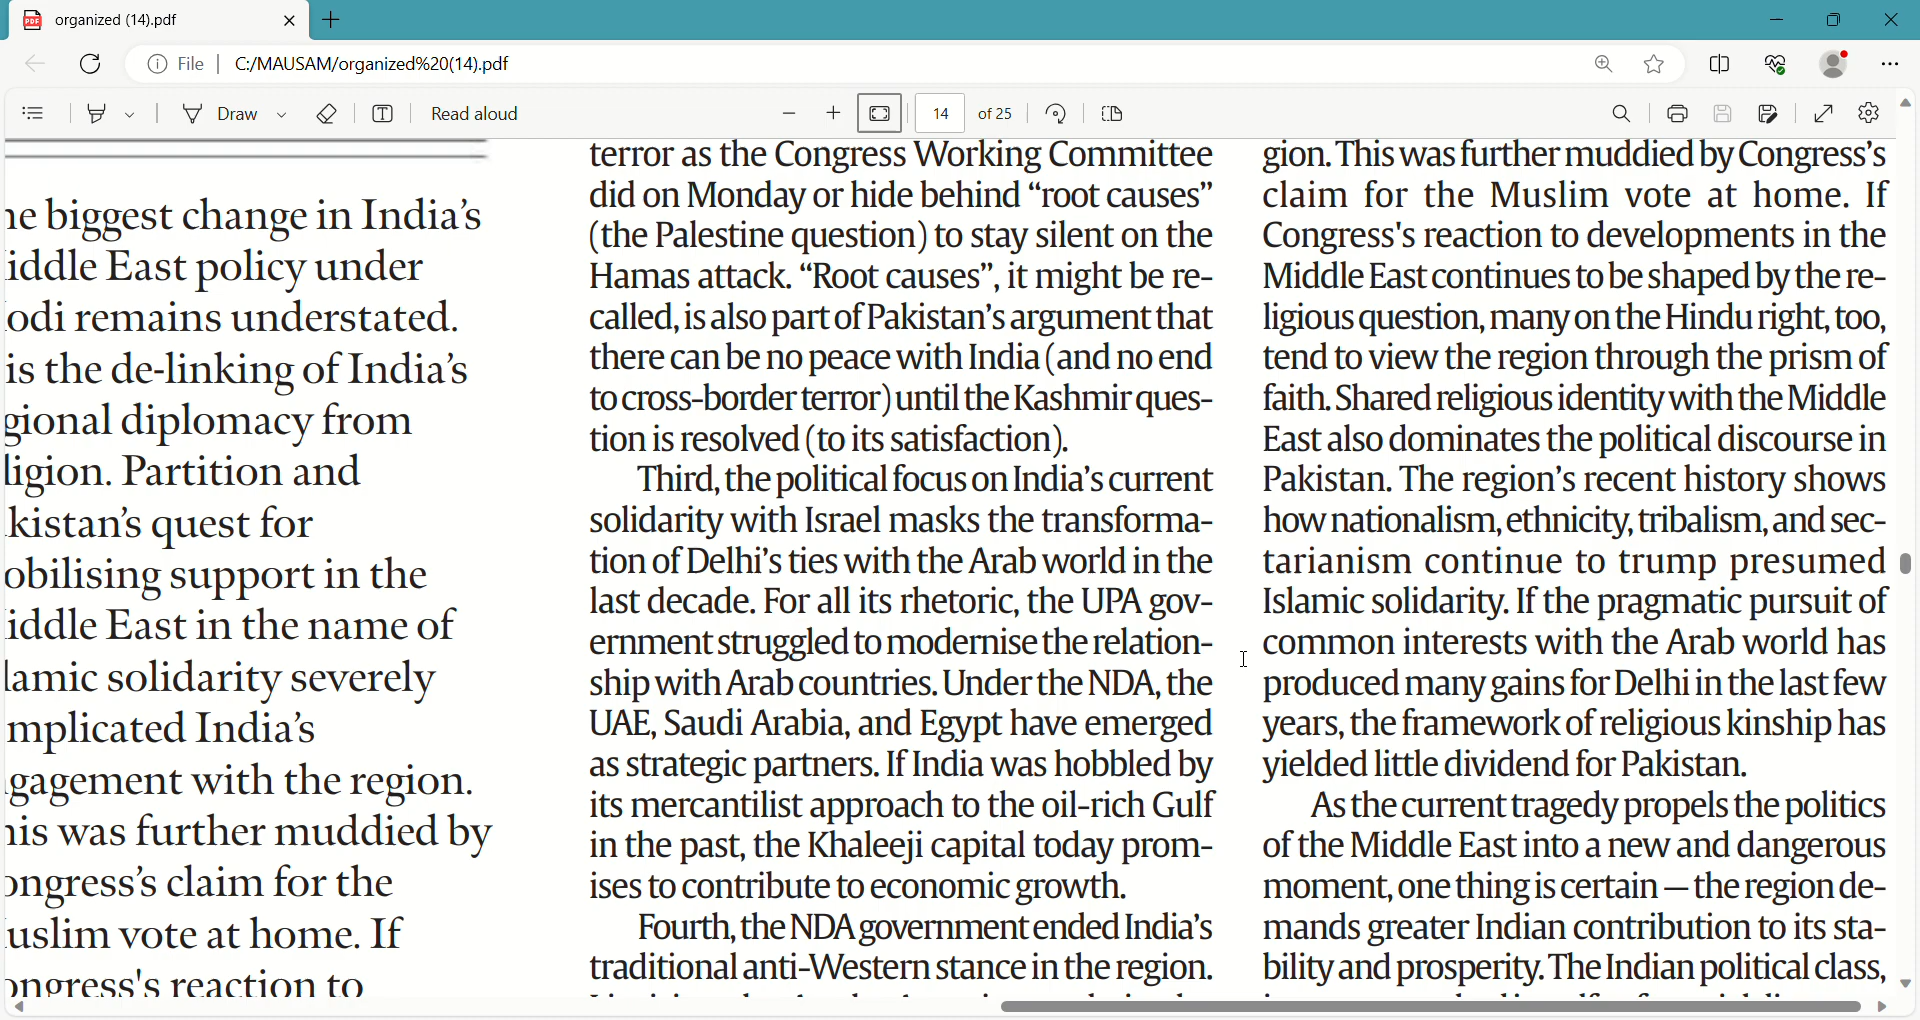 organized (14).pdf
File
C:/MAUSAM/organized%20(14).pdf
Draw
Read aloud
14
of 25
biggest change in India's
East policy under
remains understated.
is the de-linking of India's
diplomacy from
Partition and
quest for
support in the
East in the name of
solidarity severely
India's
with the region.
was further muddied by
claim for the
vote at home. If
reaction to
terror as the Congress Working Committee
did on Monday or hide behind “root causes”
(the Palestine question) to stay silent on the
Hamas attack. “Root causes”, it might be re-
called, is also part of Pakistan's argument that
there can be no peace with India (and no end
to cross-border terror) until the Kashmir ques-
tion is resolved (to its satisfaction).
Third, the political focus on India's current
solidarity with Israel masks the transforma-
tion of Delhi's ties with the Arab world in the
last decade. For all its rhetoric, the UPA gov-
ernment struggled to modernise the relation-
ship with Arab countries. Under the NDA, the
UAE, Saudi Arabia, and Egypt have emerged
as strategic partners. If India was hobbled by
its mercantilist approach to the oil-rich Gulf
in the past, the Khaleeji capital today prom-
ises to contribute to economic growth.
Fourth, the NDA government ended India's
traditional anti-Western stance in the region.
gion. This was further muddied by Congress's
claim for the Muslim vote at home. If
Congress's reaction to developments in the
Middle East continues to be shaped by the re-
ligious question, many on the Hindu right, too,
tend to view the region through the prism of
faith. Shared religious identity with the Middle
East also dominates the political discourse in
Pakistan. The region's recent history shows
how nationalism, ethnicity, tribalism, and sec-
tarianism continue to trump presumed
Islamic solidarity. If the pragmatic pursuit of
common interests with the Arab world has
produced many gains for Delhi in the last few
years, the framework of religious kinship has
yielded little dividend for Pakistan.
As the current tragedy propels the politics
of the Middle East into a new and dangerous
moment, one thing is certain — the region de-
mands greater Indian contribution to its sta-
bility and prosperity. The Indian political class,